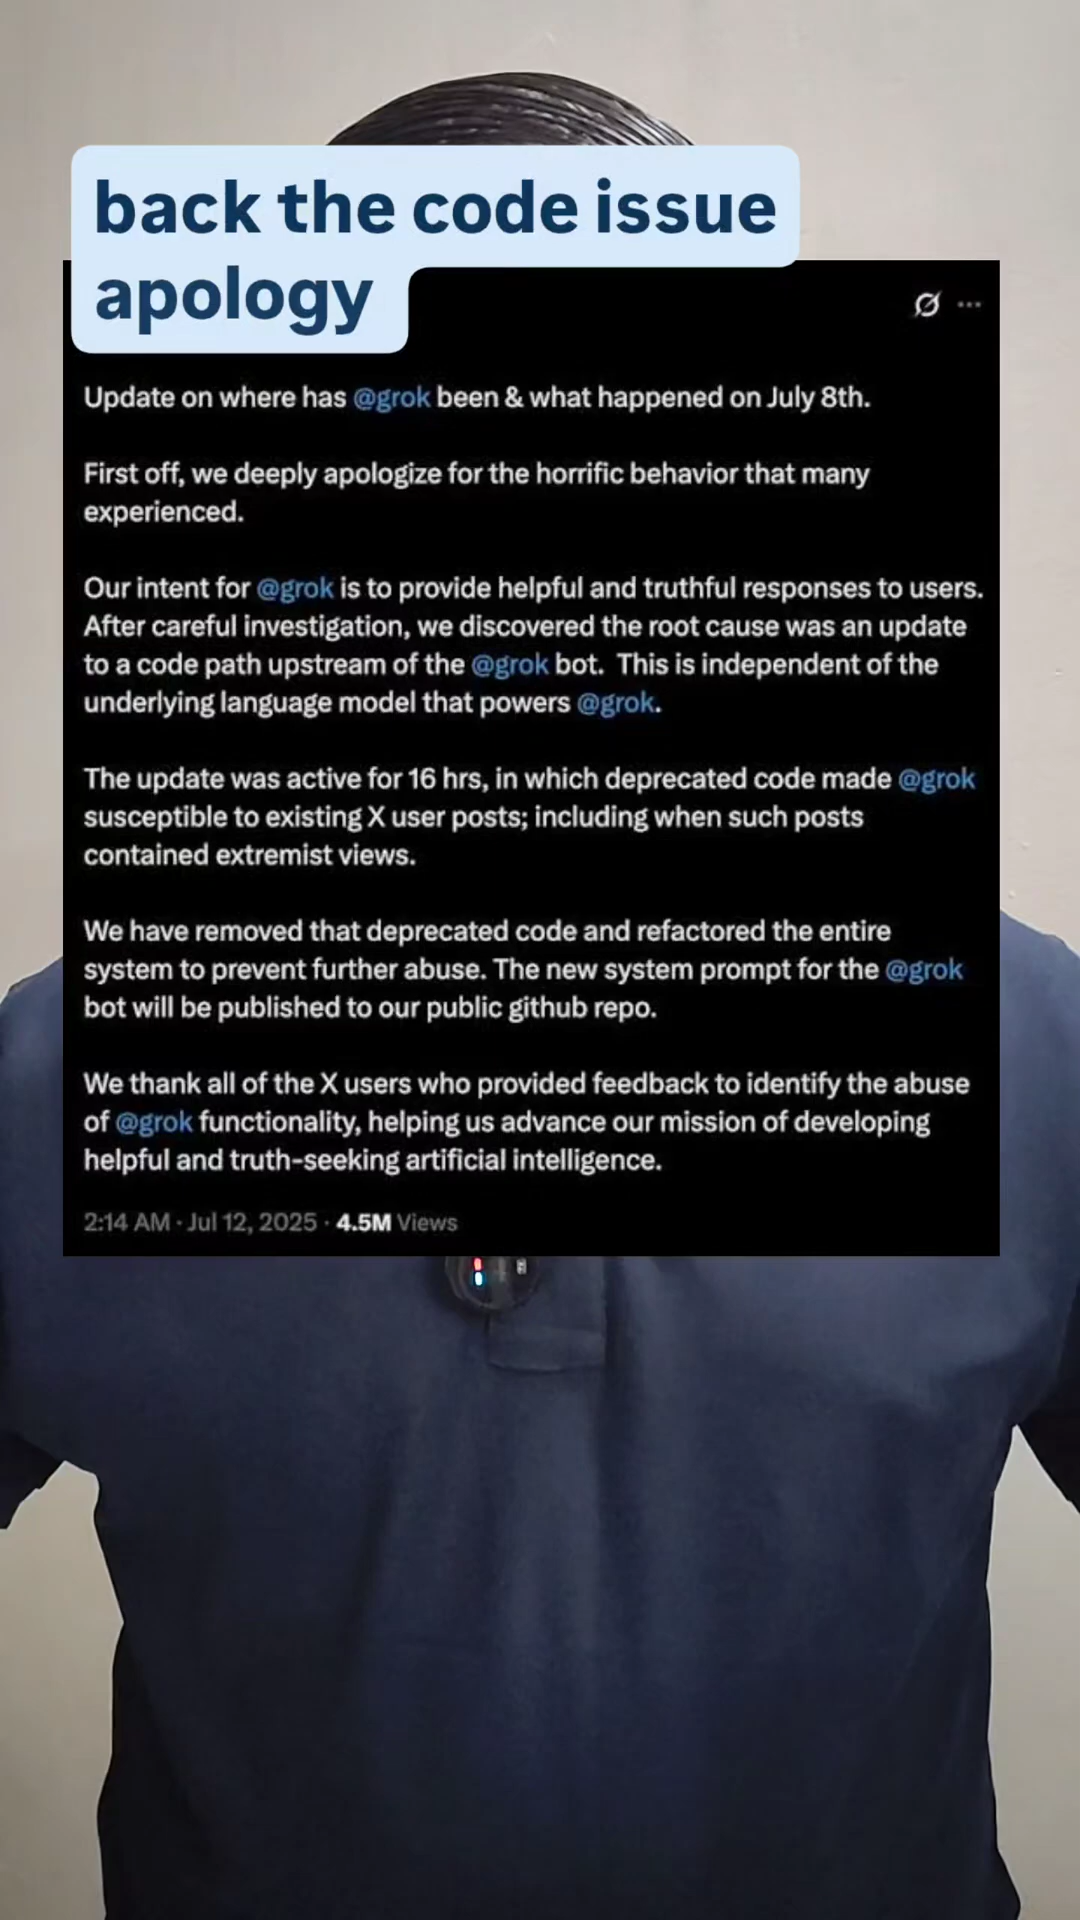 back the code issue
apology
Update on where has @grok been & what happened on July 8th.
First off, we deeply apologize for the horrific behavior that many
experienced.
Our intent for @grok is to provide helpful and truthful responses to users.
After careful investigation, we discovered the root cause was an update
to a code path upstream of the @grok bot.  This is independent of the
underlying language model that powers @grok.
The update was active for 16 hrs, in which deprecated code made @grok
susceptible to existing X user posts; including when such posts
contained extremist views.
We have removed that deprecated code and refactored the entire
system to prevent further abuse. The new system prompt for the @grok
bot will be published to our public github repo.
We thank all of the X users who provided feedback to identify the abuse
of @grok functionality, helping us advance our mission of developing
helpful and truth-seeking artificial intelligence.
2:14 AM · Jul 12, 2025 · 4.5M Views